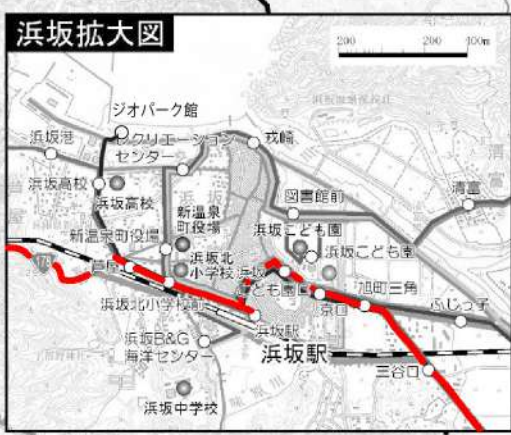 浜坂拡大図
200 200 400m
ジオパーク館
レクリエーション
センター
戎崎
浜坂港
浜坂高校
浜坂高校
図書館前
清富
清富
新温泉
町役場
新温泉町役場
浜坂こども園
浜坂こども園
浜坂北
小学校
浜坂
こども園口
芦屋
178
京口
旭町三角
ふじっ子
浜坂北小学校前
浜坂駅
浜坂駅
浜坂B&G
海洋センター
三谷口
浜坂中学校
味原川